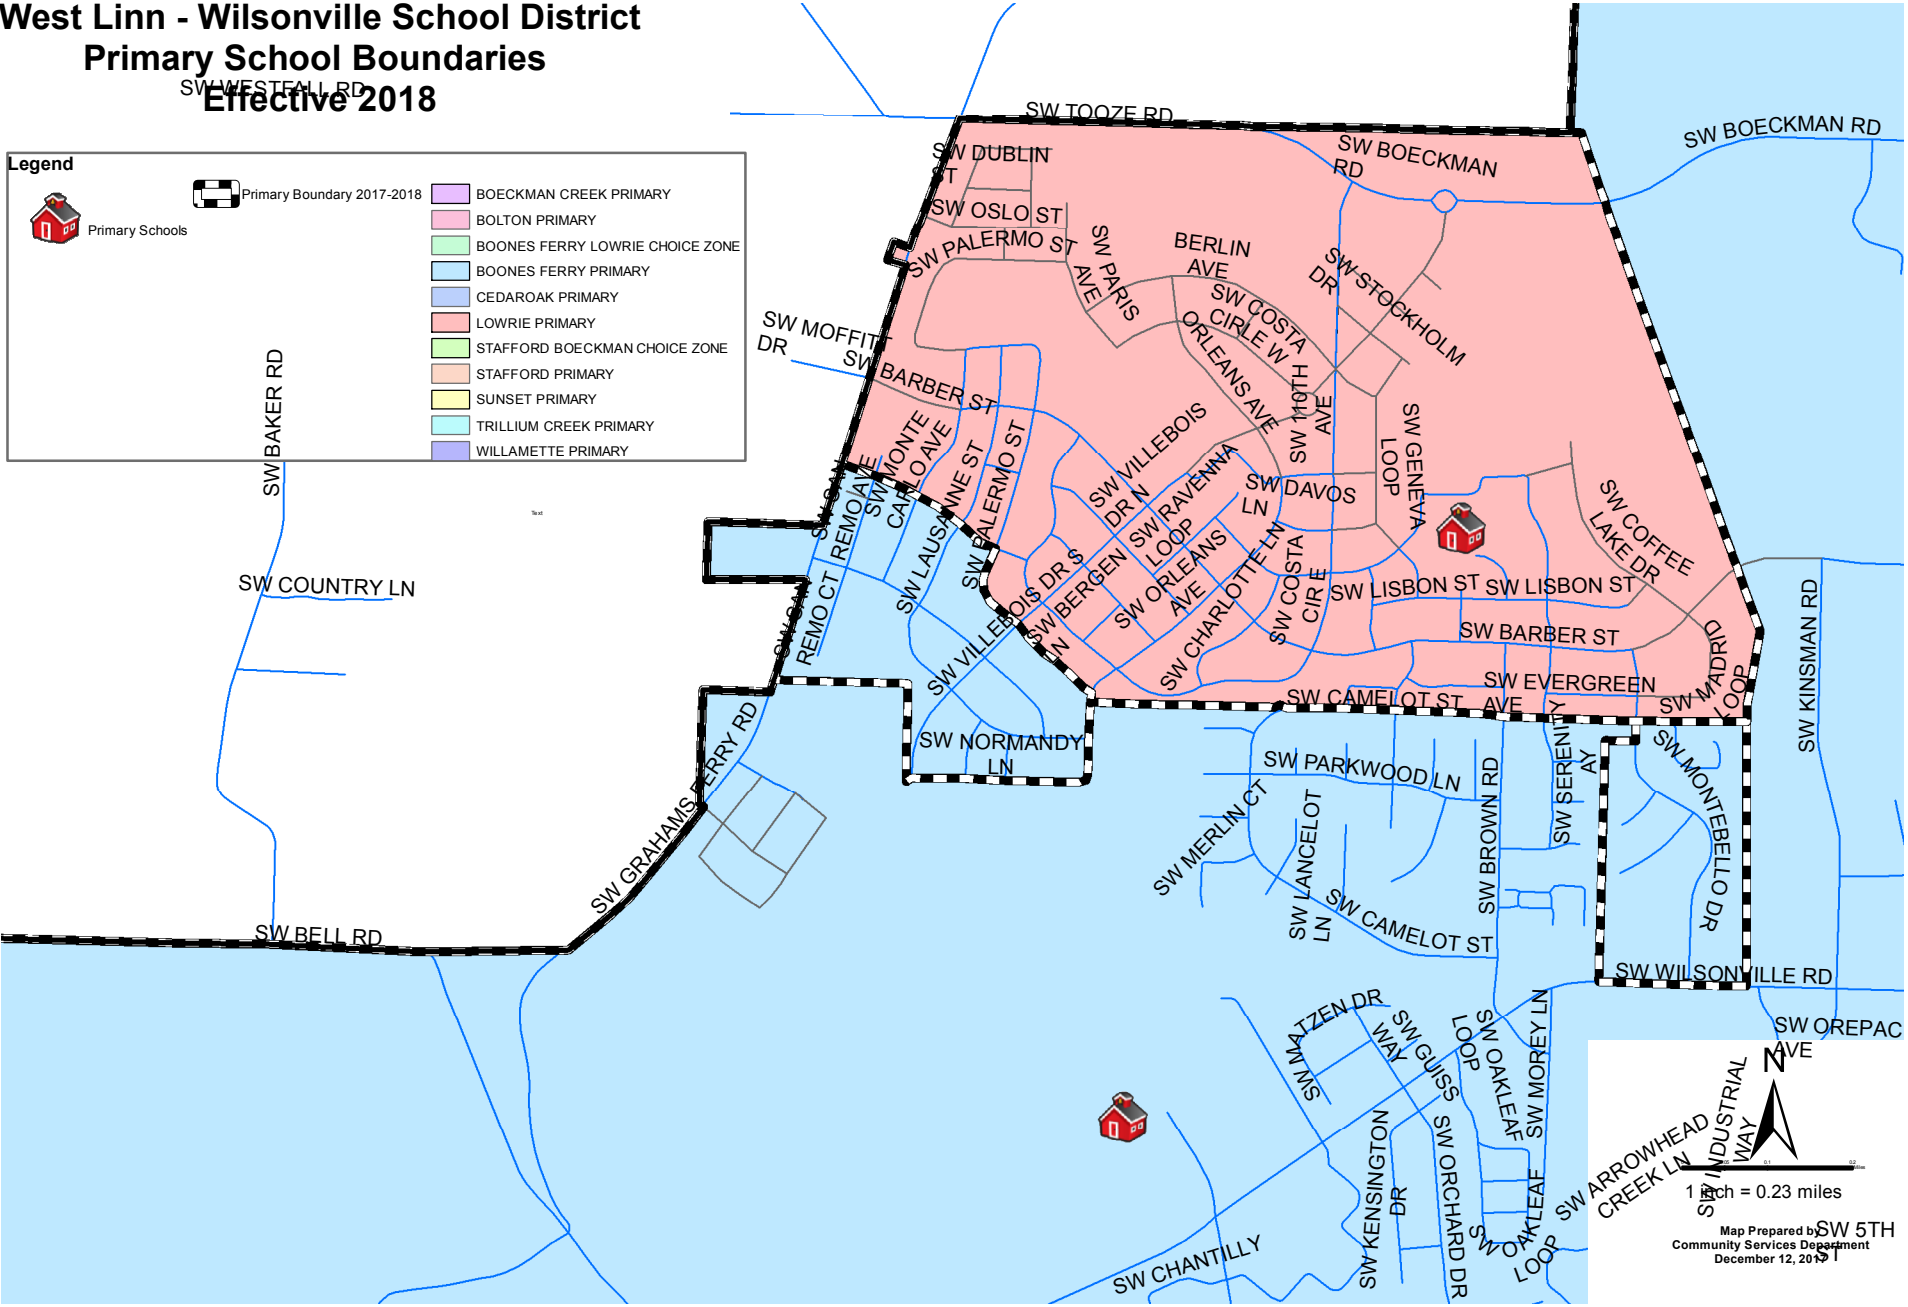 West Linn - Wilsonville School District
Primary School Boundaries
Effective 2018
SW WESTFALL RD
Legend
Primary Schools
Primary Boundary 2017-2018
BOECKMAN CREEK PRIMARY
BOLTON PRIMARY
BOONES FERRY LOWRIE CHOICE ZONE
BOONES FERRY PRIMARY
CEDAROAK PRIMARY
LOWRIE PRIMARY
STAFFORD BOECKMAN CHOICE ZONE
STAFFORD PRIMARY
SUNSET PRIMARY
TRILLIUM CREEK PRIMARY
WILLAMETTE PRIMARY
SW TOOZE RD
SW BOECKMAN RD
SW BOECKMAN
RD
SW DUBLIN
ST
SW OSLO ST
SW PALERMO ST
SW PARIS
AVE
BERLIN
AVE
SW COSTA
CIRLE W
SW STOCKHOLM
DR
SW MOFFITT
DR
SW BARBER ST
ORLEANS AVE
SW 110TH
AVE
SW GENEVA
LOOP
SW MONTE
CARLO AVE
SW LAUSANNE ST
SW PALERMO ST
SW VILLEBOIS
DR N
SW RAVENNA
LOOP
SW DAVOS
LN
SW BAKER RD
Text
SW COUNTRY LN
SW SAN
REMO AVE
SW SAN
REMO CT
SW VILLEBOIS DR S
SW BERGEN
LN
SW ORLEANS
AVE
SW CHARLOTTE LN
SW COSTA
CIR E
SW LISBON ST
SW LISBON ST
SW COFFEE
LAKE DR
SW BARBER ST
SW EVERGREEN
AVE
SW CAMELOT ST
SW MADRID
LOOP
SW KINSMAN RD
SW NORMANDY
LN
SW GRAHAMS FERRY RD
SW BELL RD
SW PARKWOOD LN
SW MERLIN CT
SW LANCELOT
LN
SW CAMELOT ST
SW BROWN RD
SW SERENITY
AY
SW MONTEBELLO DR
SW WILSONVILLE RD
SW OREPAC
AVE
SW MATZEN DR
SW GUISS
WAY
SW OAKLEAF
LOOP
SW MOREY LN
SW KENSINGTON
DR
SW ORCHARD DR
SW OAKLEAF
LOOP
SW CHANTILLY
SW ARROWHEAD
CREEK LN
SW INDUSTRIAL
WAY
N
0.1
0.2
Miles
1 inch = 0.23 miles
Map Prepared by
Community Services Department
December 12, 2017
SW 5TH
ST